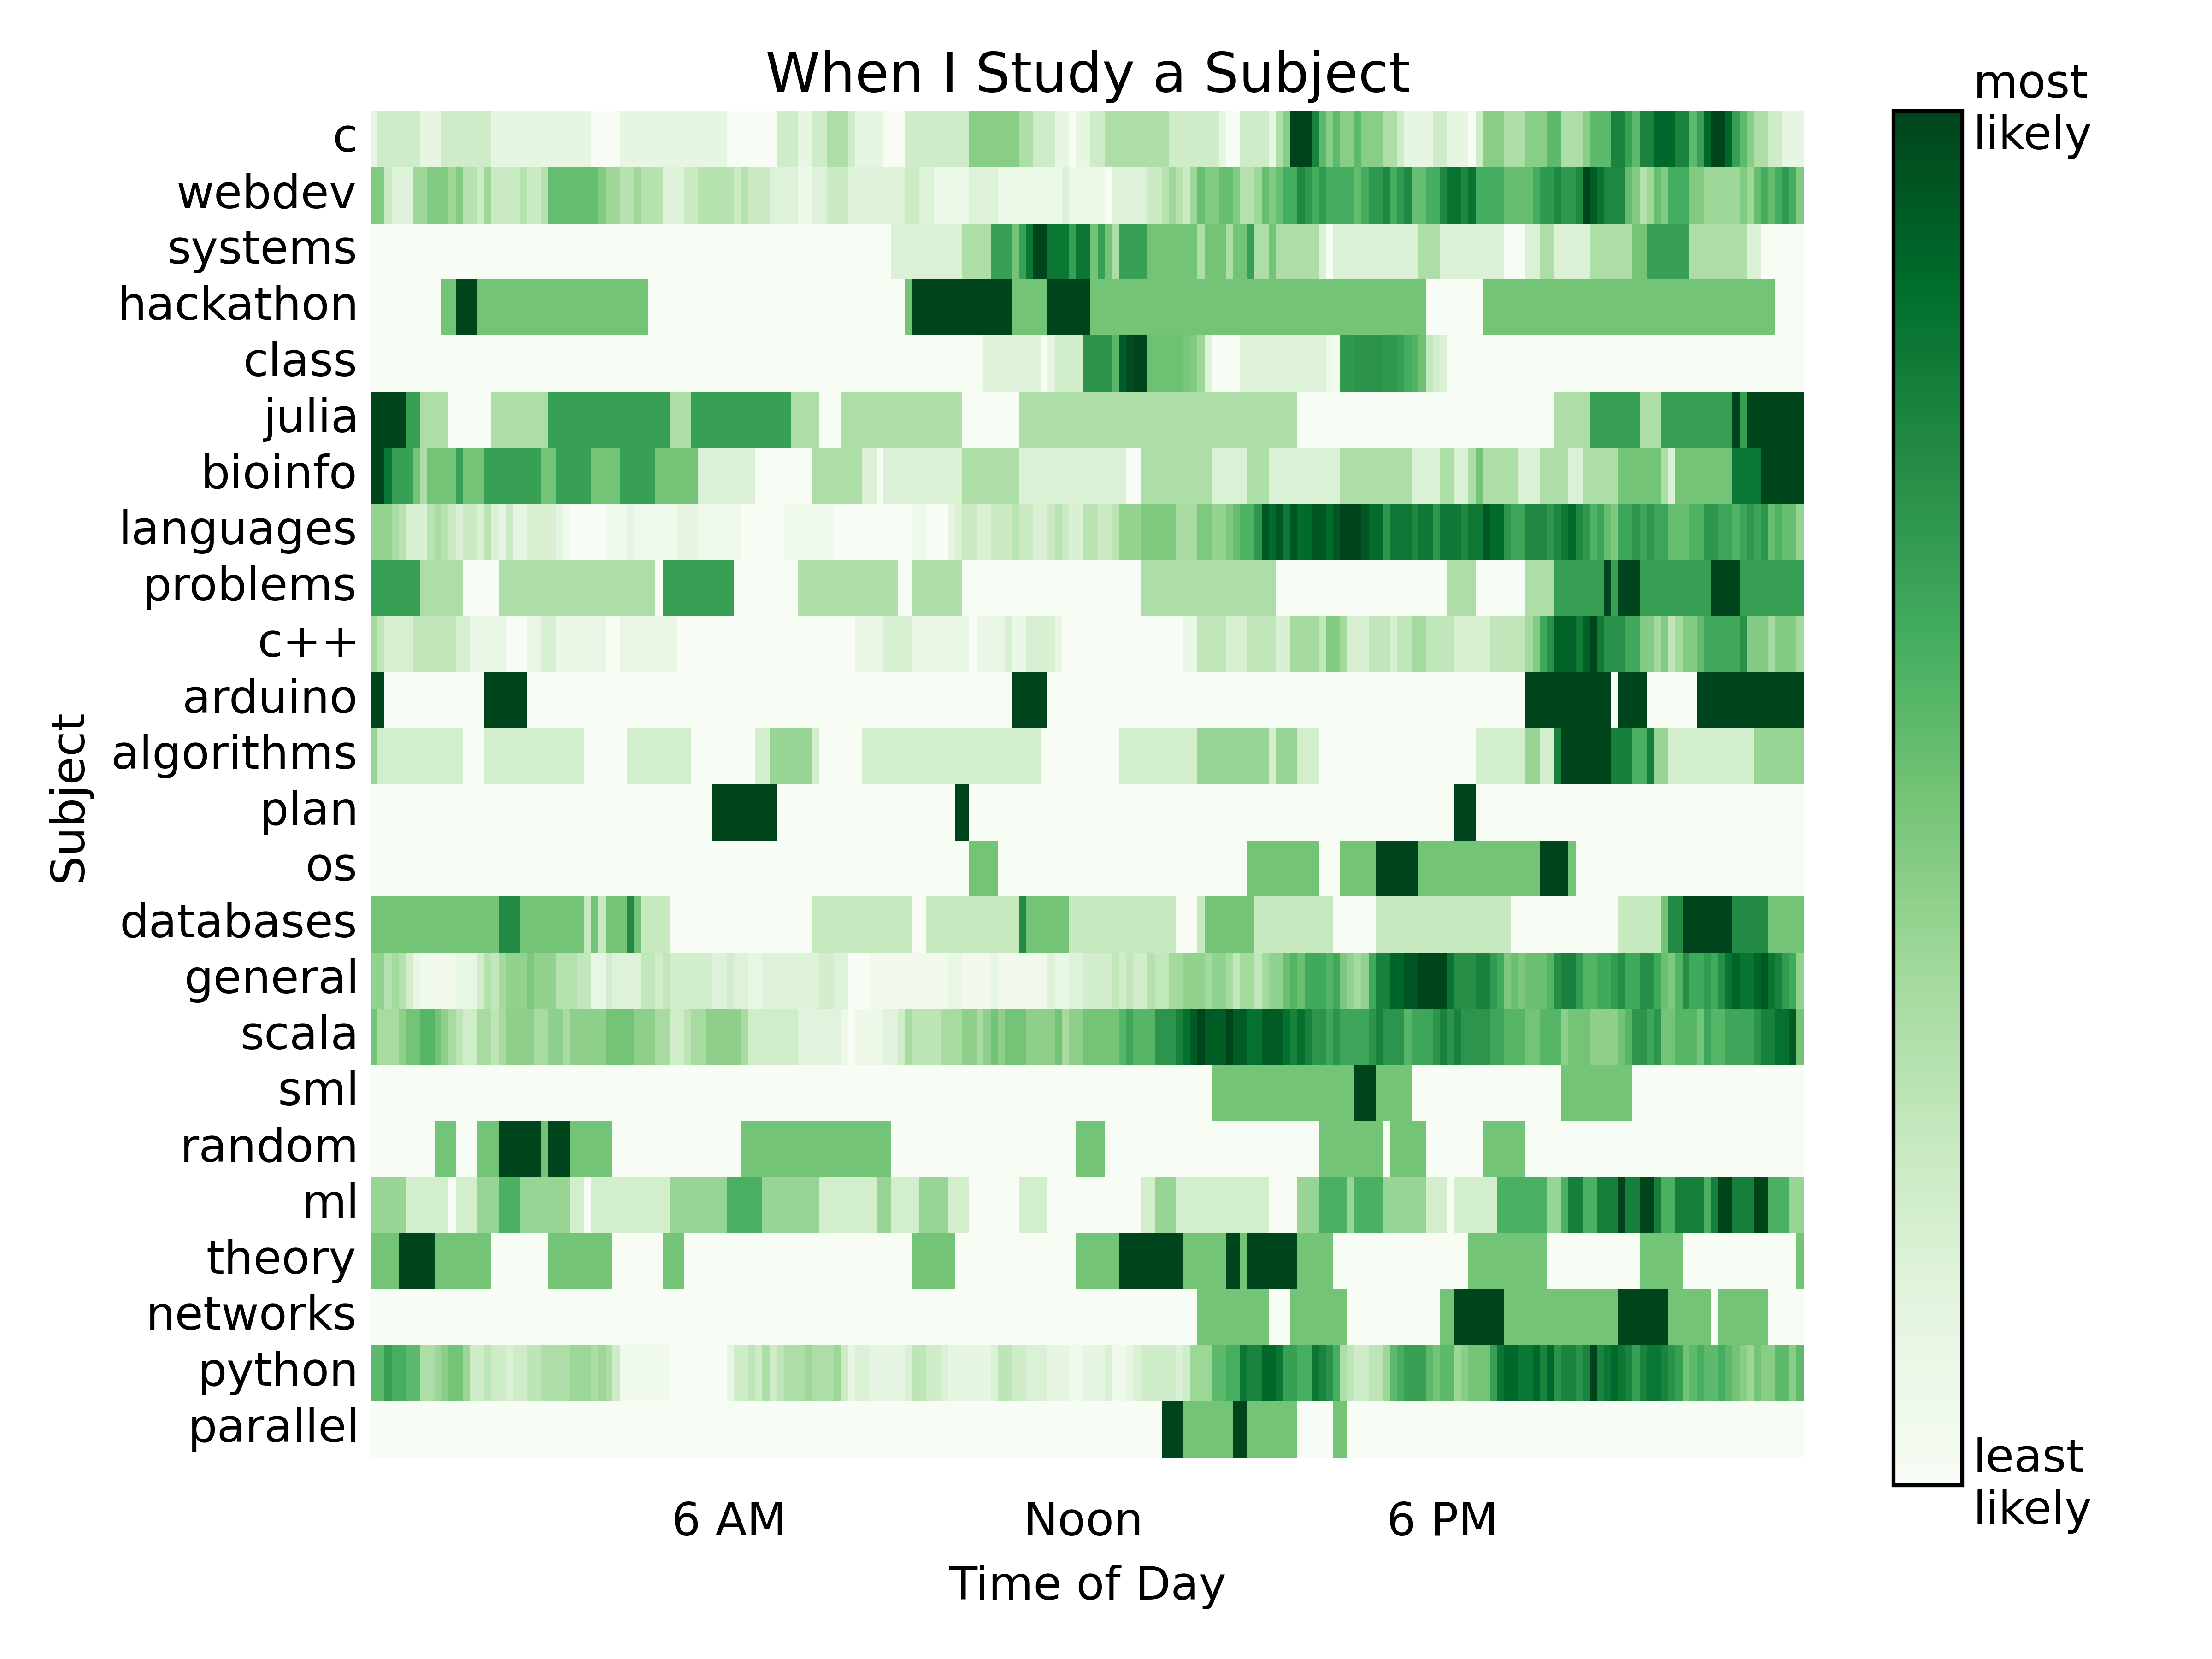 When I Study a Subject
most
likely
c
webdev
systems
hackathon
class
julia
bioinfo
languages
problems
c++
arduino
algorithms
plan
os
databases
general
scala
sml
random
ml
theory
networks
python
parallel
Subject
least
likely
6 AM
Noon
6 PM
Time of Day